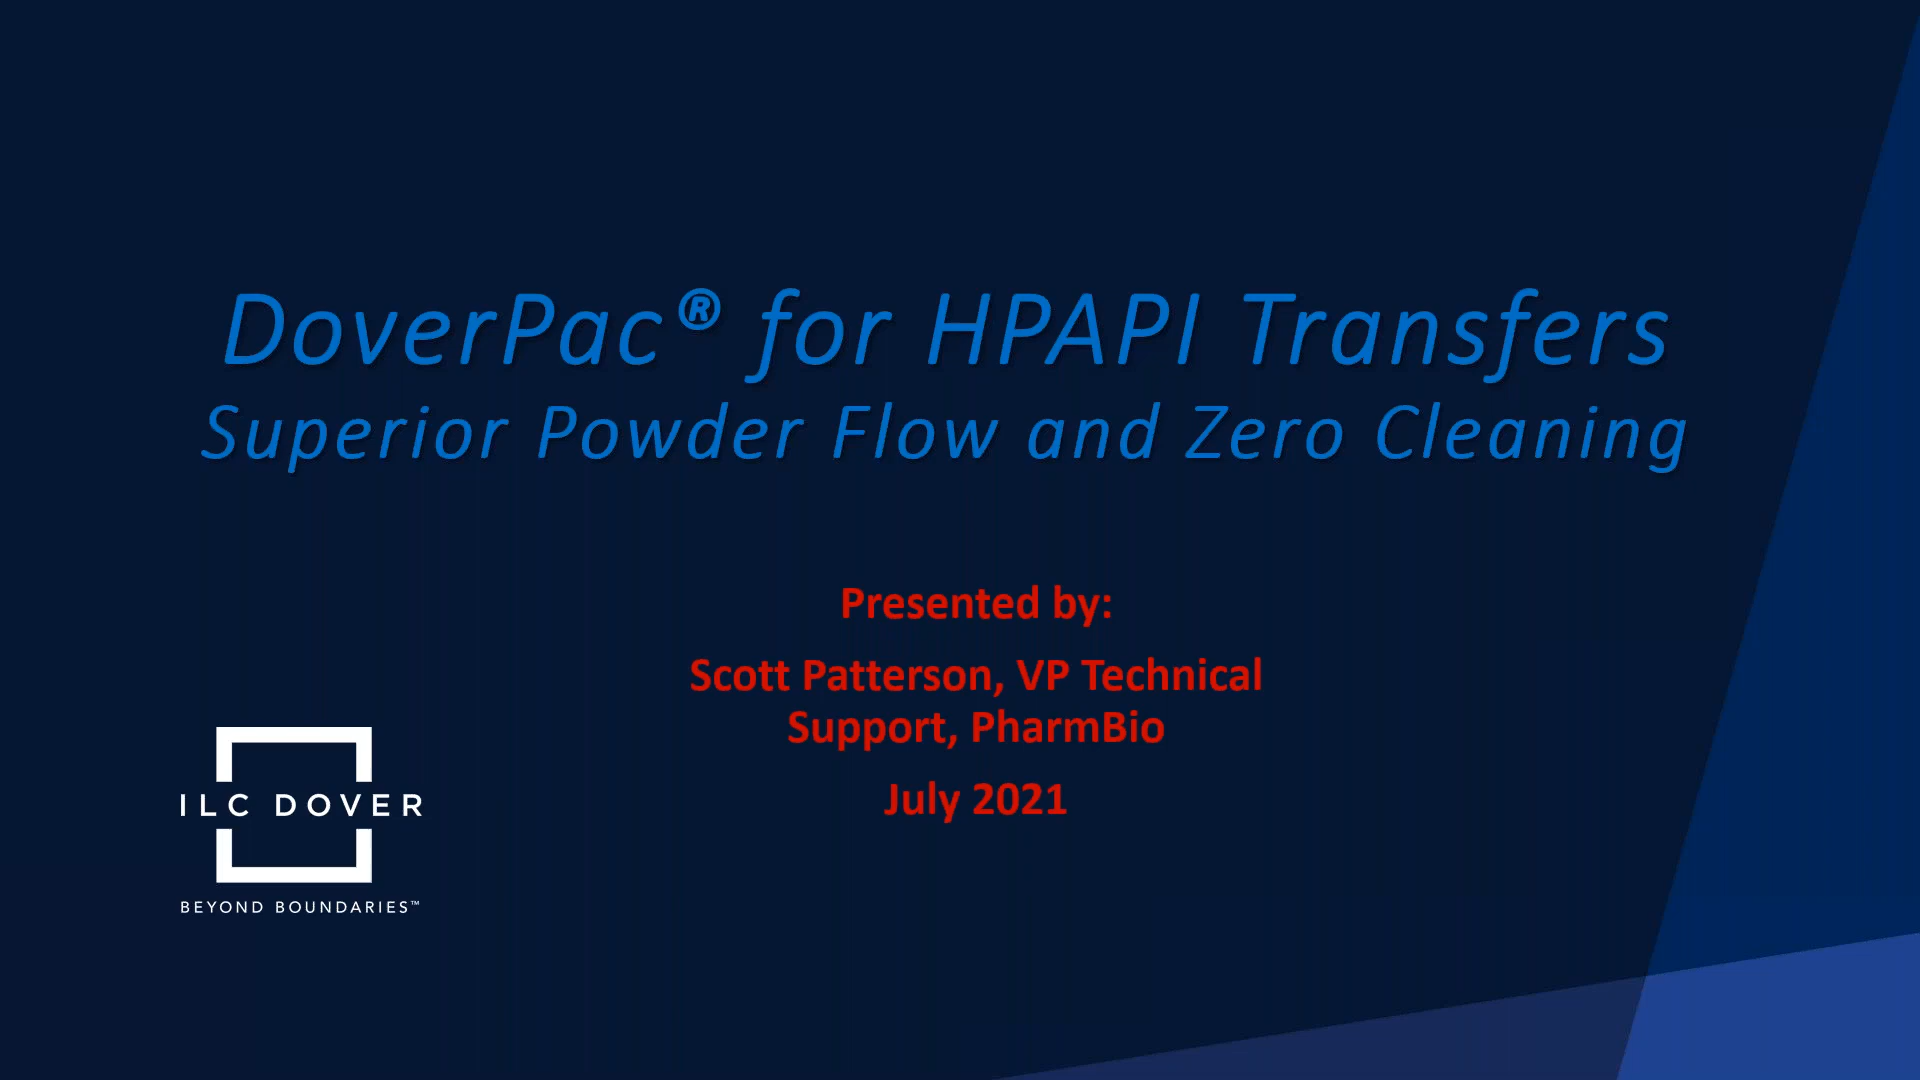 DoverPac® for HPAPI Transfers
Superior Powder Flow and Zero Cleaning
Presented by:
Scott Patterson, VP Technical
Support, PharmBio
July 2021
ILC DOVER
BEYOND BOUNDARIES™